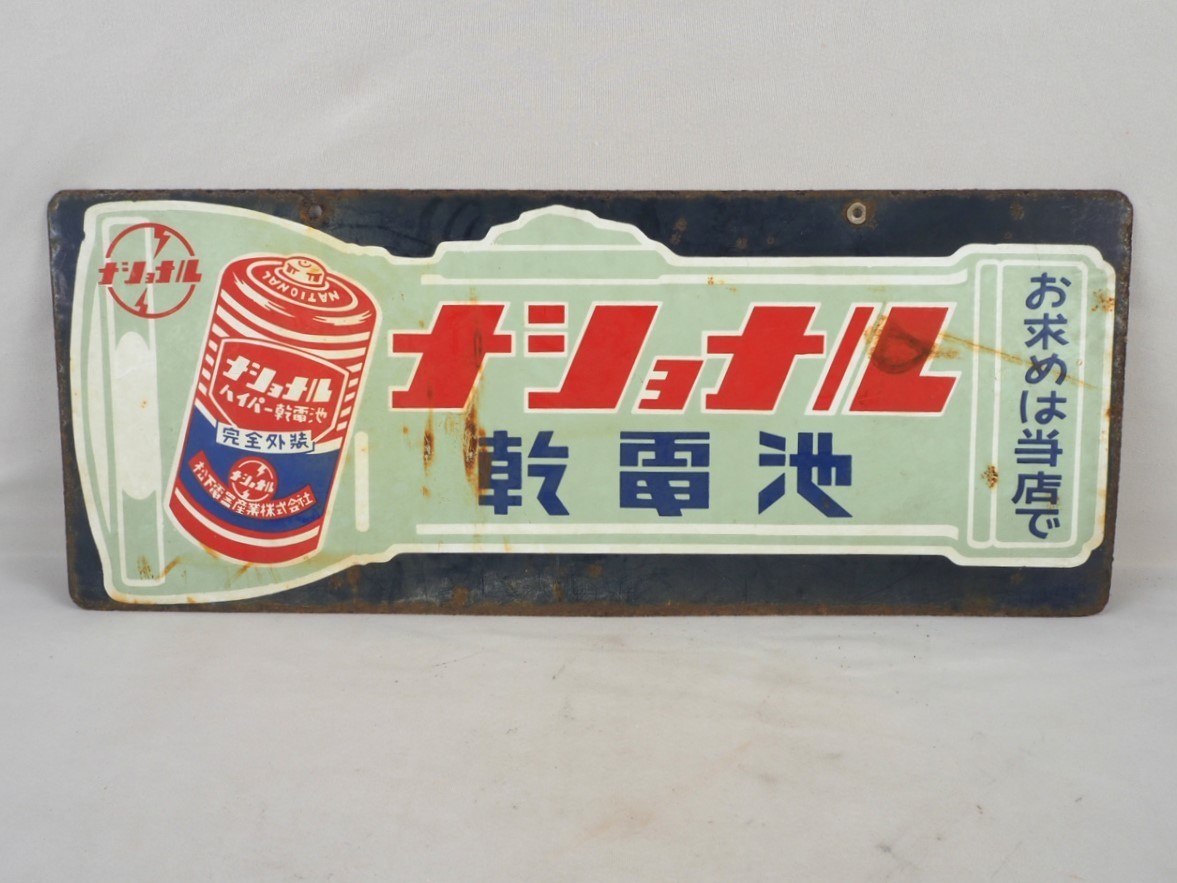 ナショナル
NATIONAL
ナショナル
ハイパー乾電池
完全外装
ナショナル
松下電工産業株式会社
ナショナル
乾電池
お求めは当店で